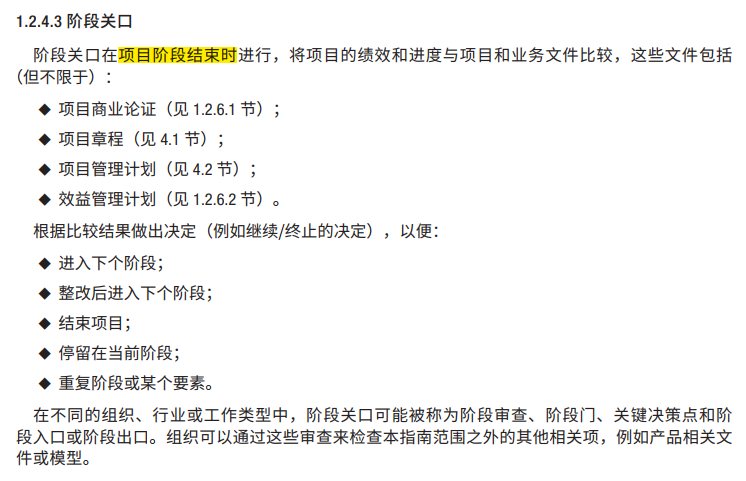 1.2.4.3 阶段关口
阶段关口在项目阶段结束时进行，将项目的绩效和进度与项目和业务文件比较，这些文件包括
（但不限于）：
◆ 项目商业论证（见 1.2.6.1 节）；
◆ 项目章程（见 4.1 节）；
◆ 项目管理计划（见 4.2 节）；
◆ 效益管理计划（见 1.2.6.2 节）。
根据比较结果做出决定（例如继续/终止的决定），以便：
◆ 进入下个阶段；
◆ 整改后进入下个阶段；
◆ 结束项目；
◆ 停留在当前阶段；
◆ 重复阶段或某个要素。
在不同的组织、行业或工作类型中，阶段关口可能被称为阶段审查、阶段门、关键决策点和阶
段入口或阶段出口。组织可以通过这些审查来检查本指南范围之外的其他相关项，例如产品相关文
件或模型。